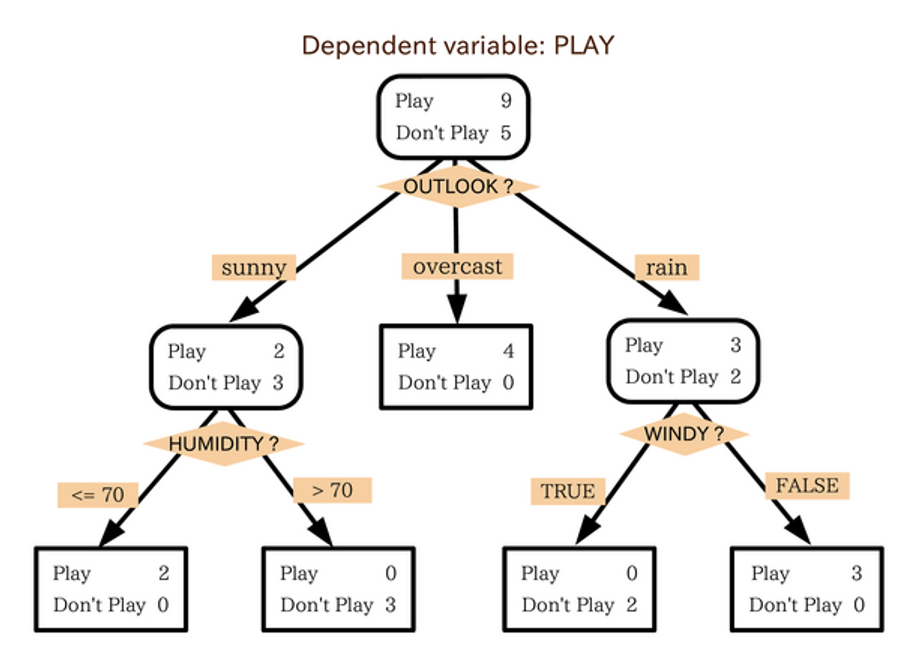 Dependent variable: PLAY
Play 9
Don't Play 5
OUTLOOK ?
sunny
overcast
rain
Play 2
Don't Play 3
Play 4
Don't Play 0
Play 3
Don't Play 2
HUMIDITY ?
WINDY ?
<= 70
> 70
TRUE
FALSE
Play 2
Don't Play 0
Play 0
Don't Play 3
Play 0
Don't Play 2
Play 3
Don't Play 0